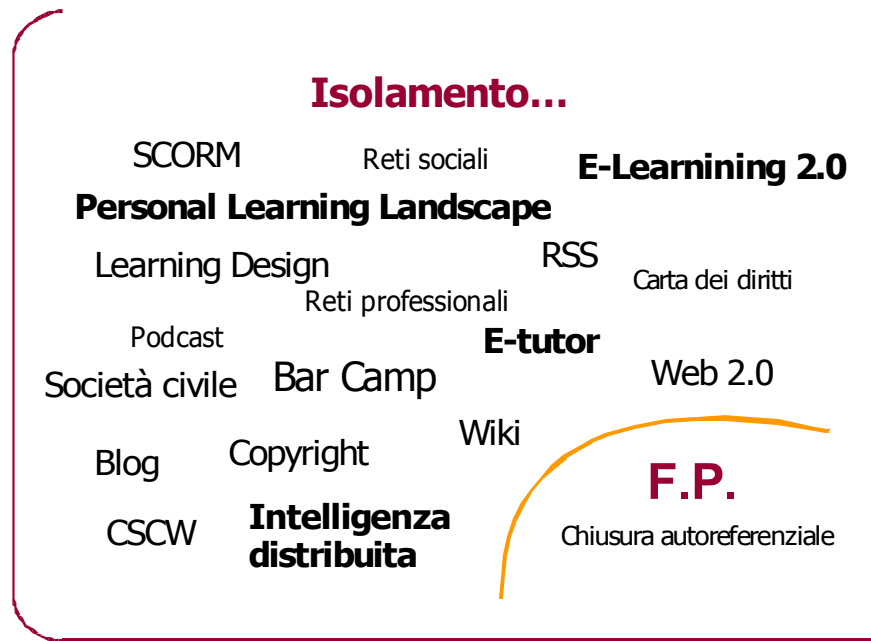 Isolamento...
SCORM
Reti sociali
E-Learnining 2.0
Personal Learning Landscape
Learning Design
RSS
Carta dei diritti
Reti professionali
Podcast
E-tutor
Società civile
Bar Camp
Web 2.0
Wiki
Blog
Copyright
F.P.
CSCW
Intelligenza
distribuita
Chiusura autoreferenziale